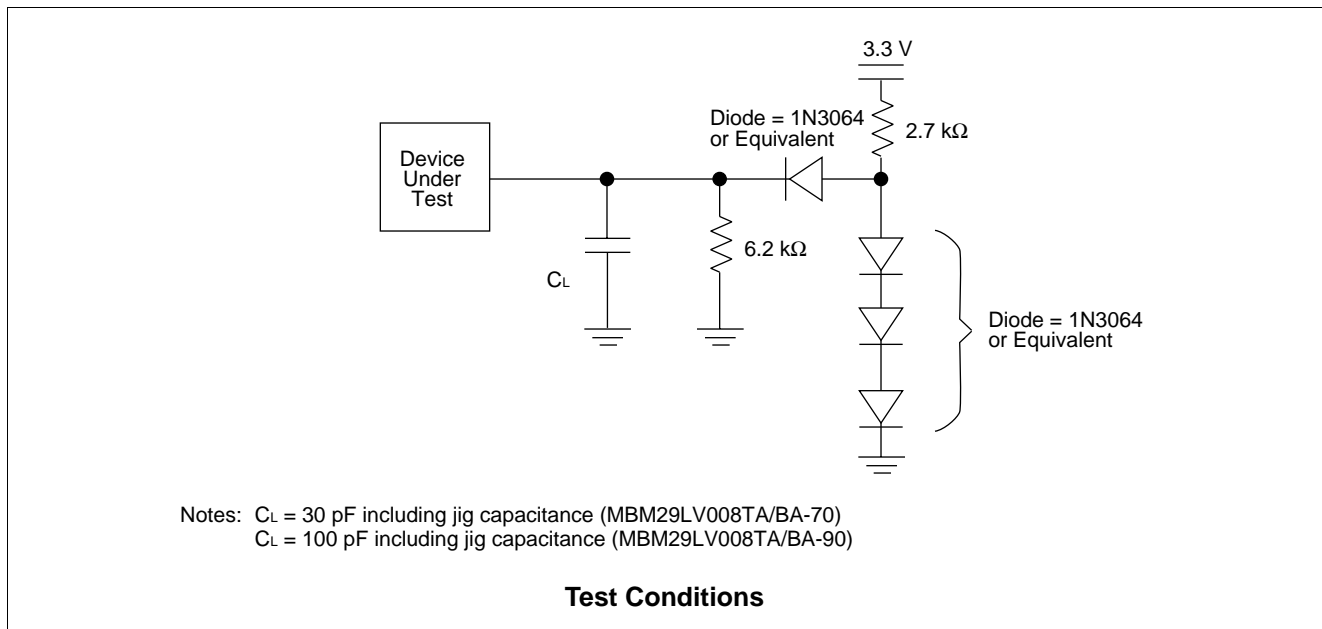 3.3 V
Diode = 1N3064
or Equivalent
2.7 kΩ
Device
Under
Test
6.2 kΩ
CL
Diode = 1N3064
or Equivalent
Notes: CL = 30 pF including jig capacitance (MBM29LV008TA/BA-70)
CL = 100 pF including jig capacitance (MBM29LV008TA/BA-90)
Test Conditions